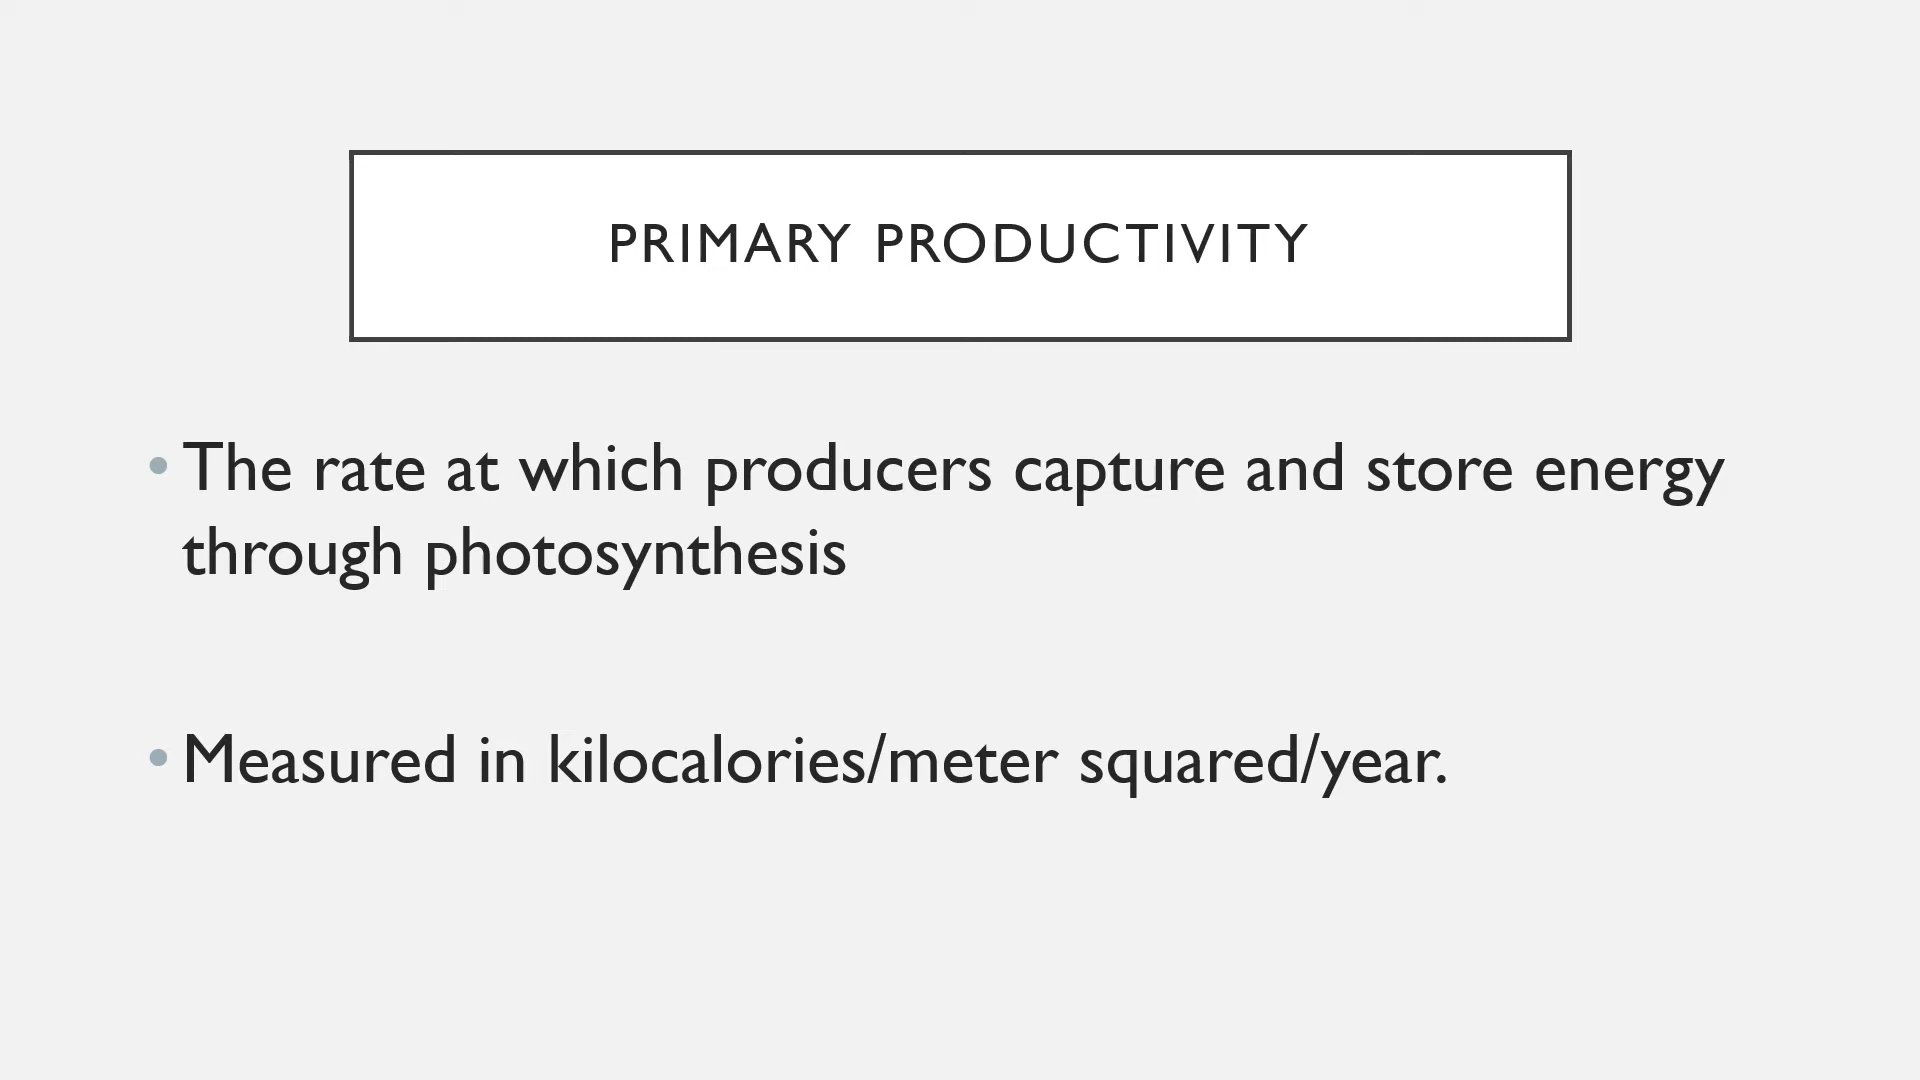 PRIMARY PRODUCTIVITY
• The rate at which producers capture and store energy
through photosynthesis
• Measured in kilocalories/meter squared/year.